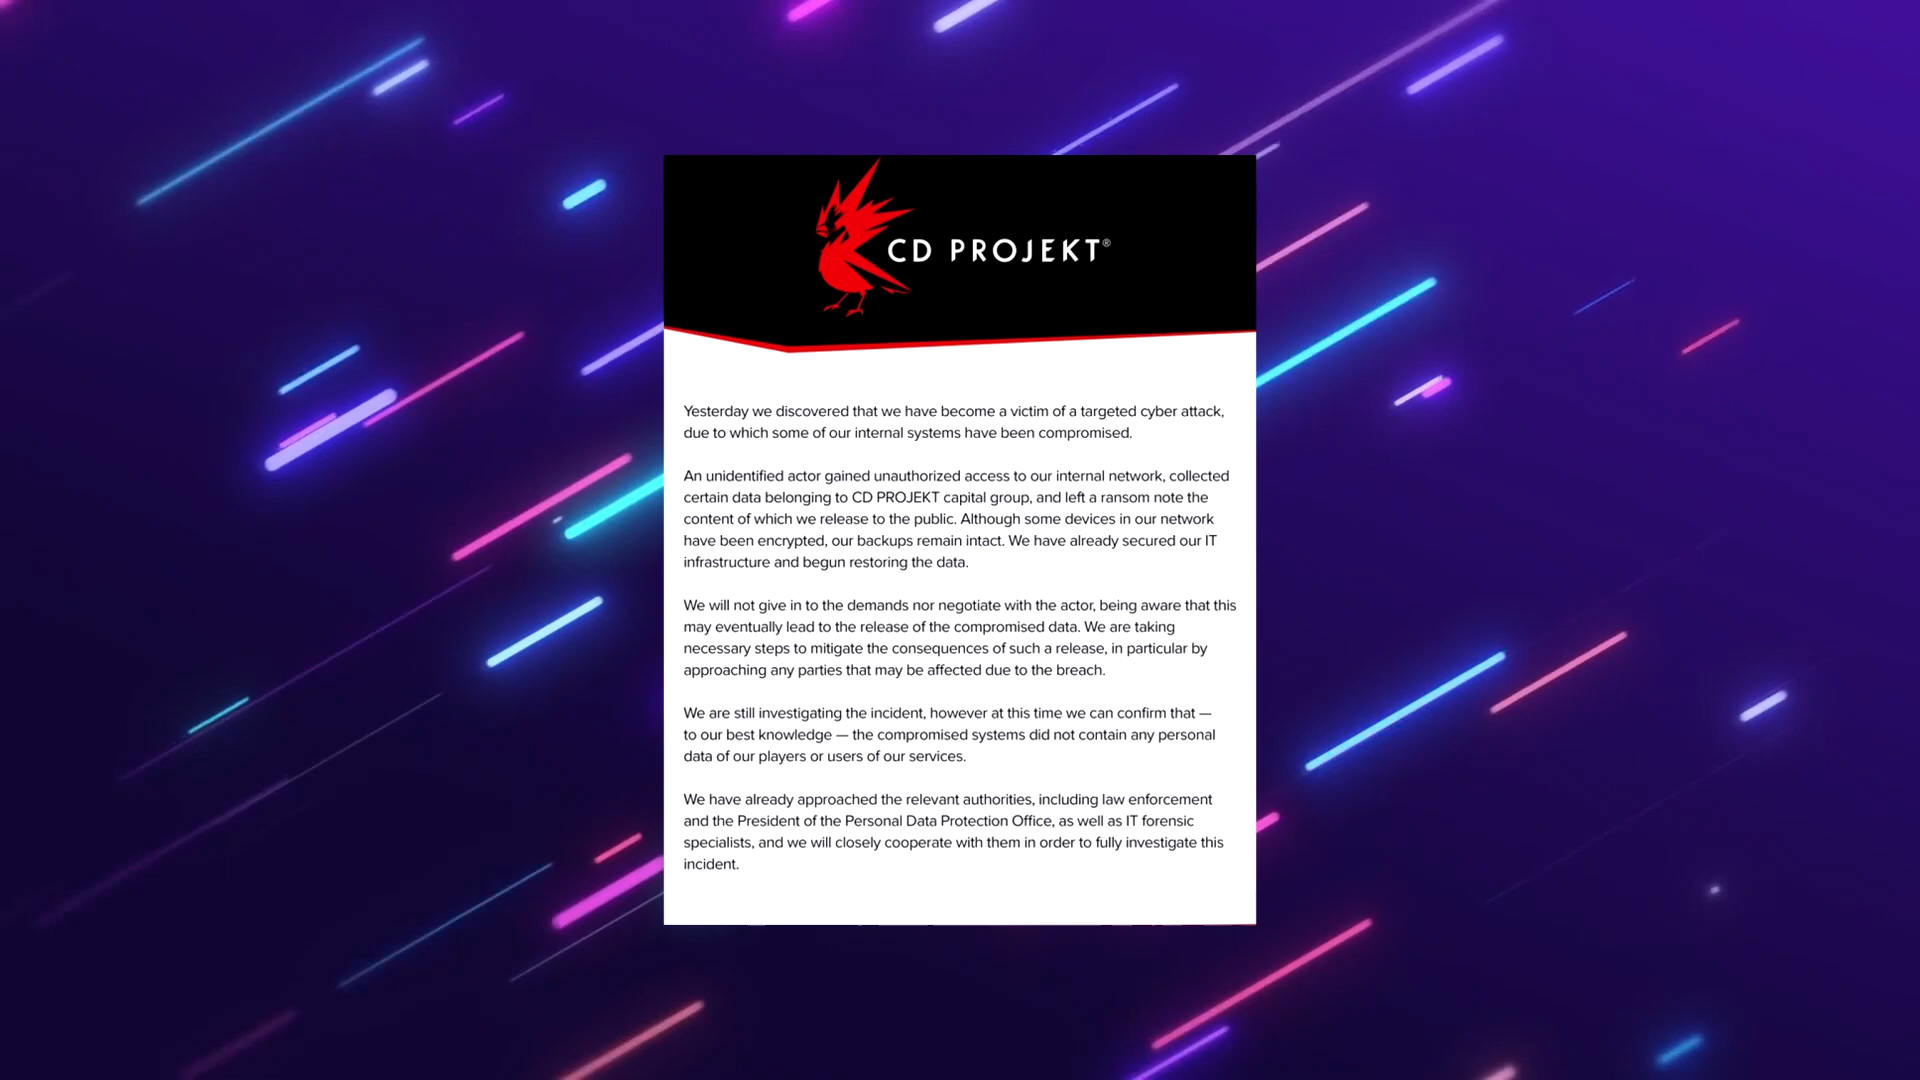 CD PROJEKT®
Yesterday we discovered that we have become a victim of a targeted cyber attack,
due to which some of our internal systems have been compromised.
An unidentified actor gained unauthorized access to our internal network, collected
certain data belonging to CD PROJEKT capital group, and left a ransom note the
content of which we release to the public. Although some devices in our network
have been encrypted, our backups remain intact. We have already secured our IT
infrastructure and begun restoring the data.
We will not give in to the demands nor negotiate with the actor, being aware that this
may eventually lead to the release of the compromised data. We are taking
necessary steps to mitigate the consequences of such a release, in particular by
approaching any parties that may be affected due to the breach.
We are still investigating the incident, however at this time we can confirm that —
to our best knowledge — the compromised systems did not contain any personal
data of our players or users of our services.
We have already approached the relevant authorities, including law enforcement
and the President of the Personal Data Protection Office, as well as IT forensic
specialists, and we will closely cooperate with them in order to fully investigate this
incident.